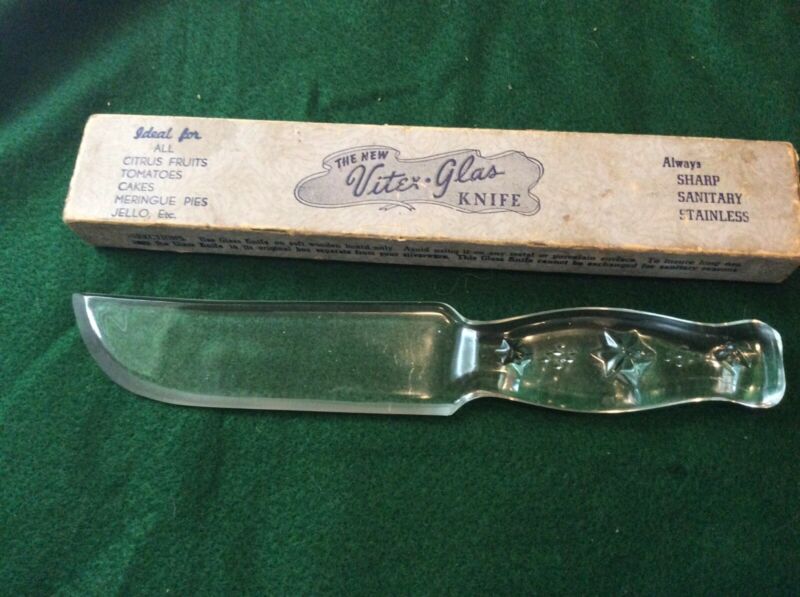 Ideal for
ALL
CITRUS FRUITS
TOMATOES
CAKES
MERINGUE PIES
JELLO, Etc.
THE NEW
Vitex-Glas
KNIFE
Always
SHARP
SANITARY
STAINLESS
DIRECTIONS Use Glass Knife on soft wooden board only. Avoid using it on any metal or porcelain surface. To insure long use
keep the Glass Knife in its original box separate from your silverware. This Glass Knife cannot be exchanged for sanitary reasons